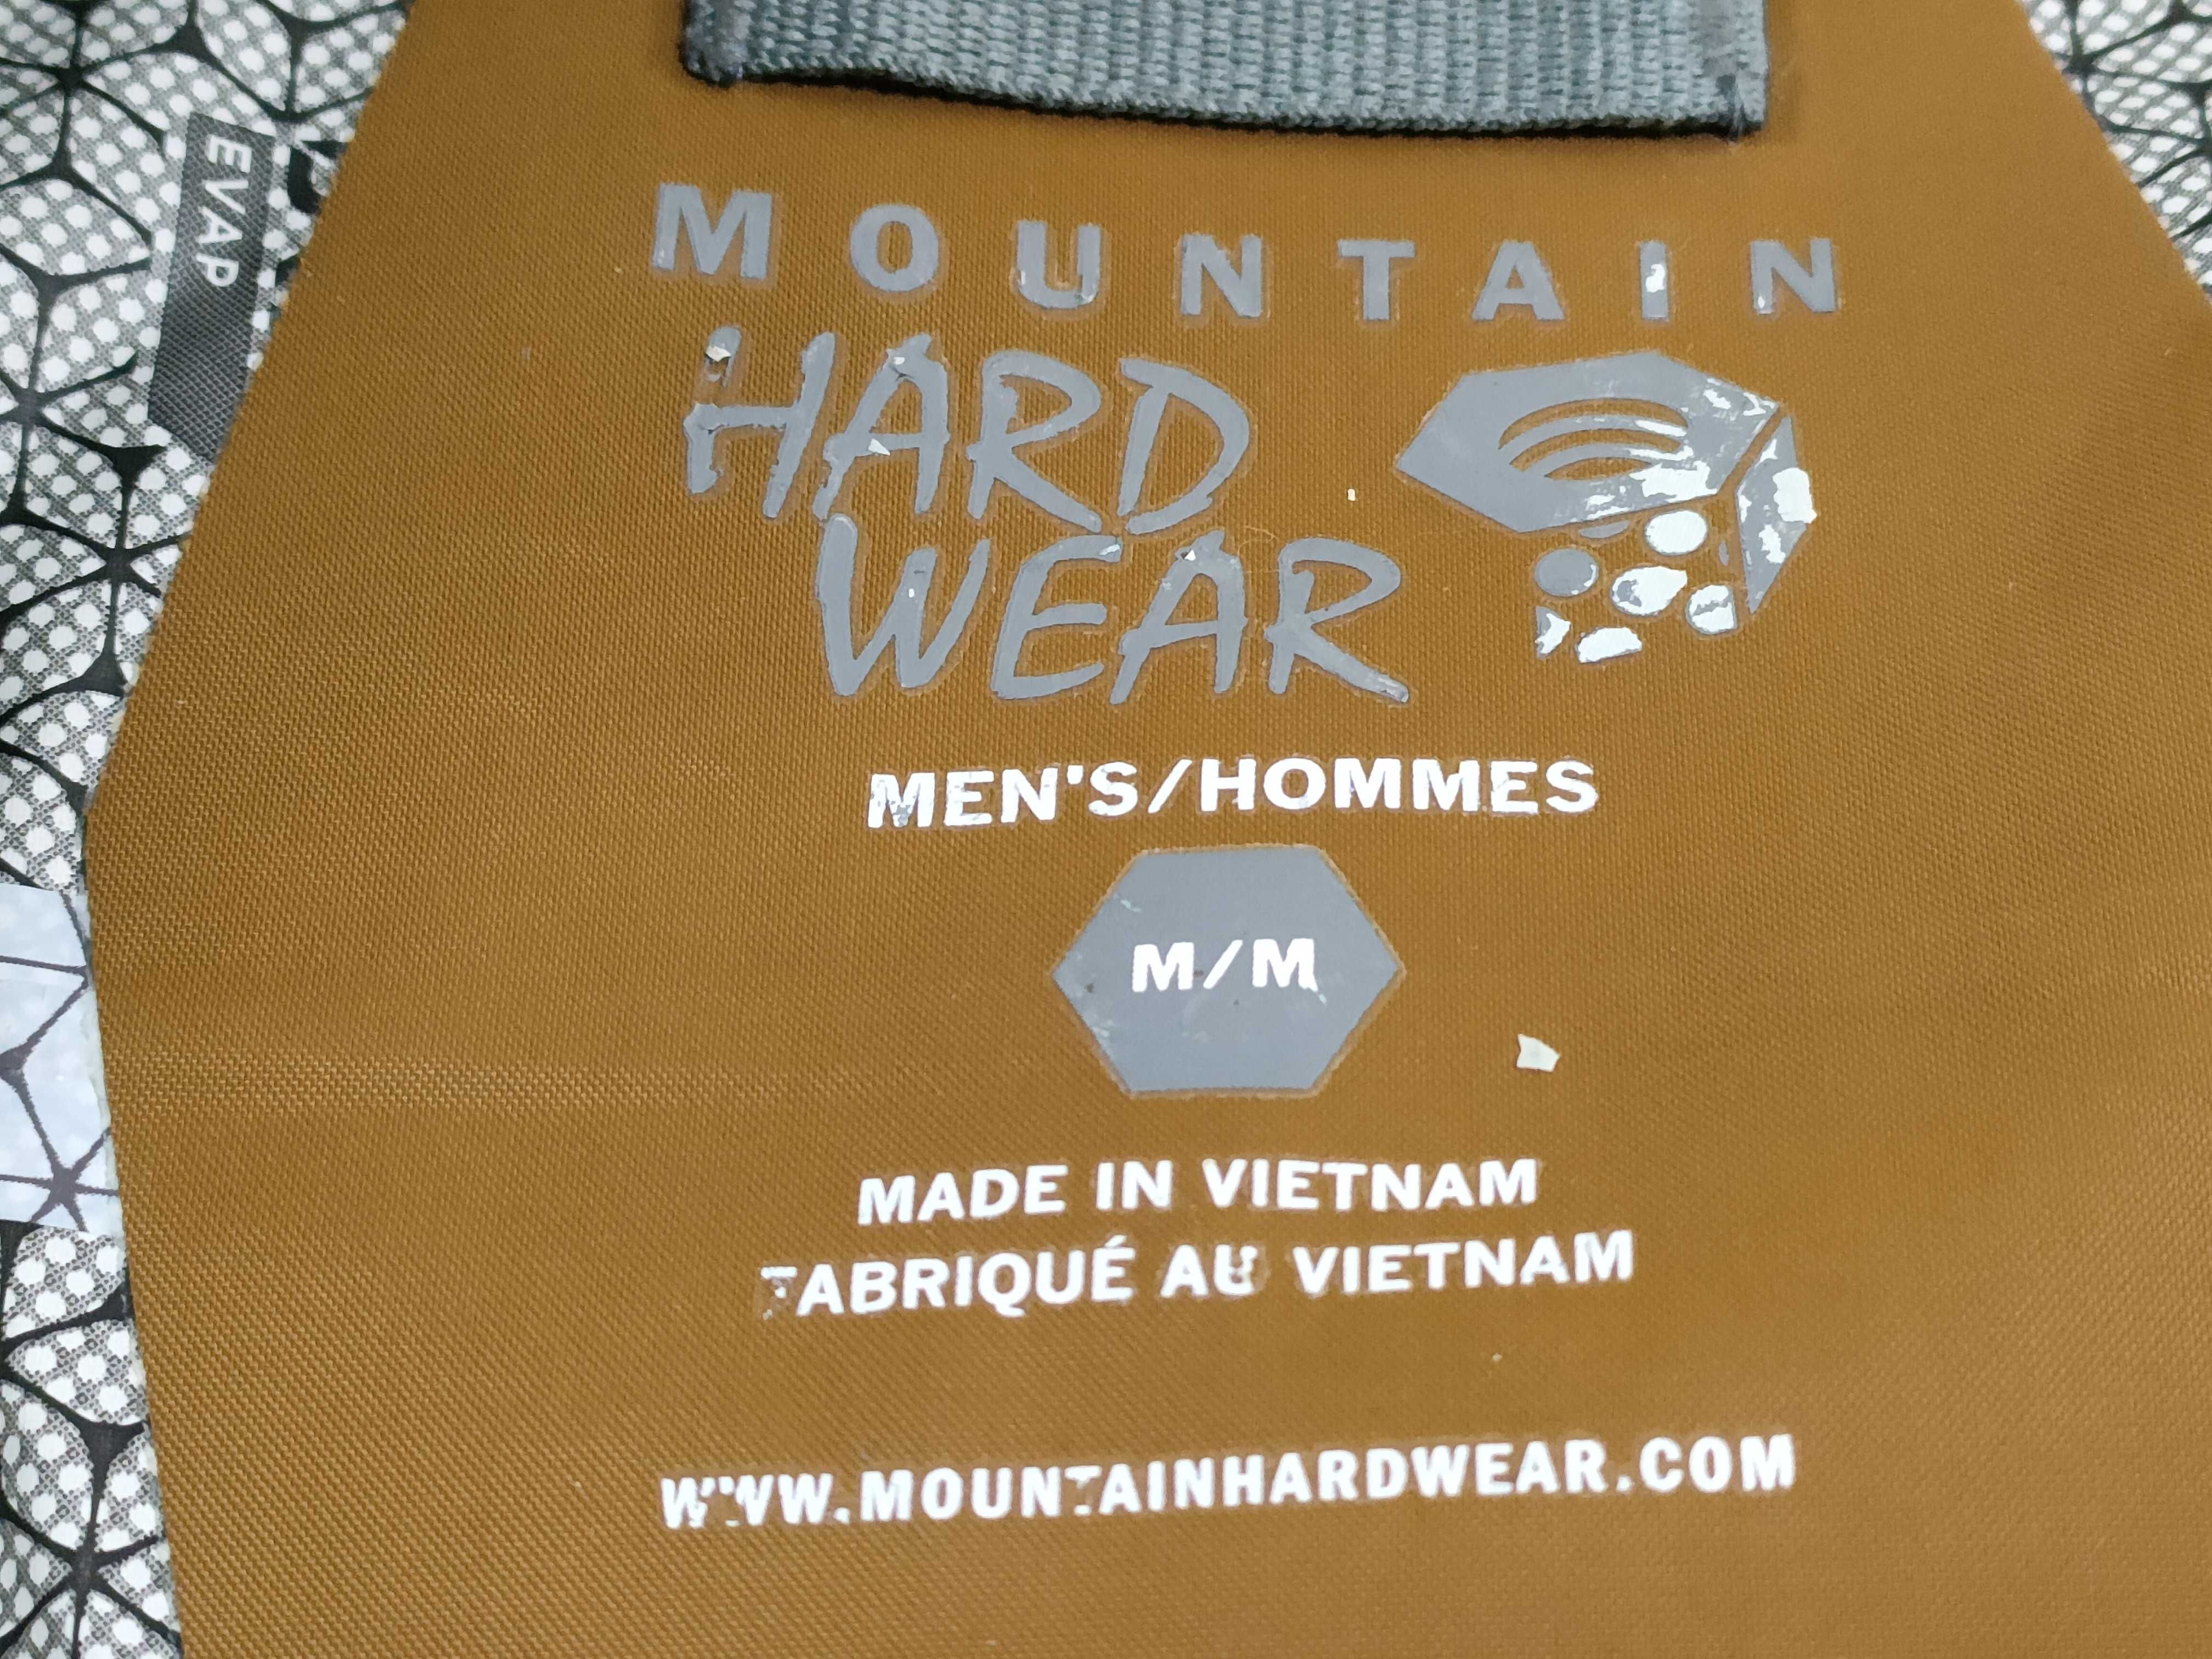 EVAP
MOUNTAIN
HARD
WEAR
MEN'S/HOMMES
M/M
MADE IN VIETNAM
FABRIQUÉ AU VIETNAM
WWW.MOUNTAINHARDWEAR.COM